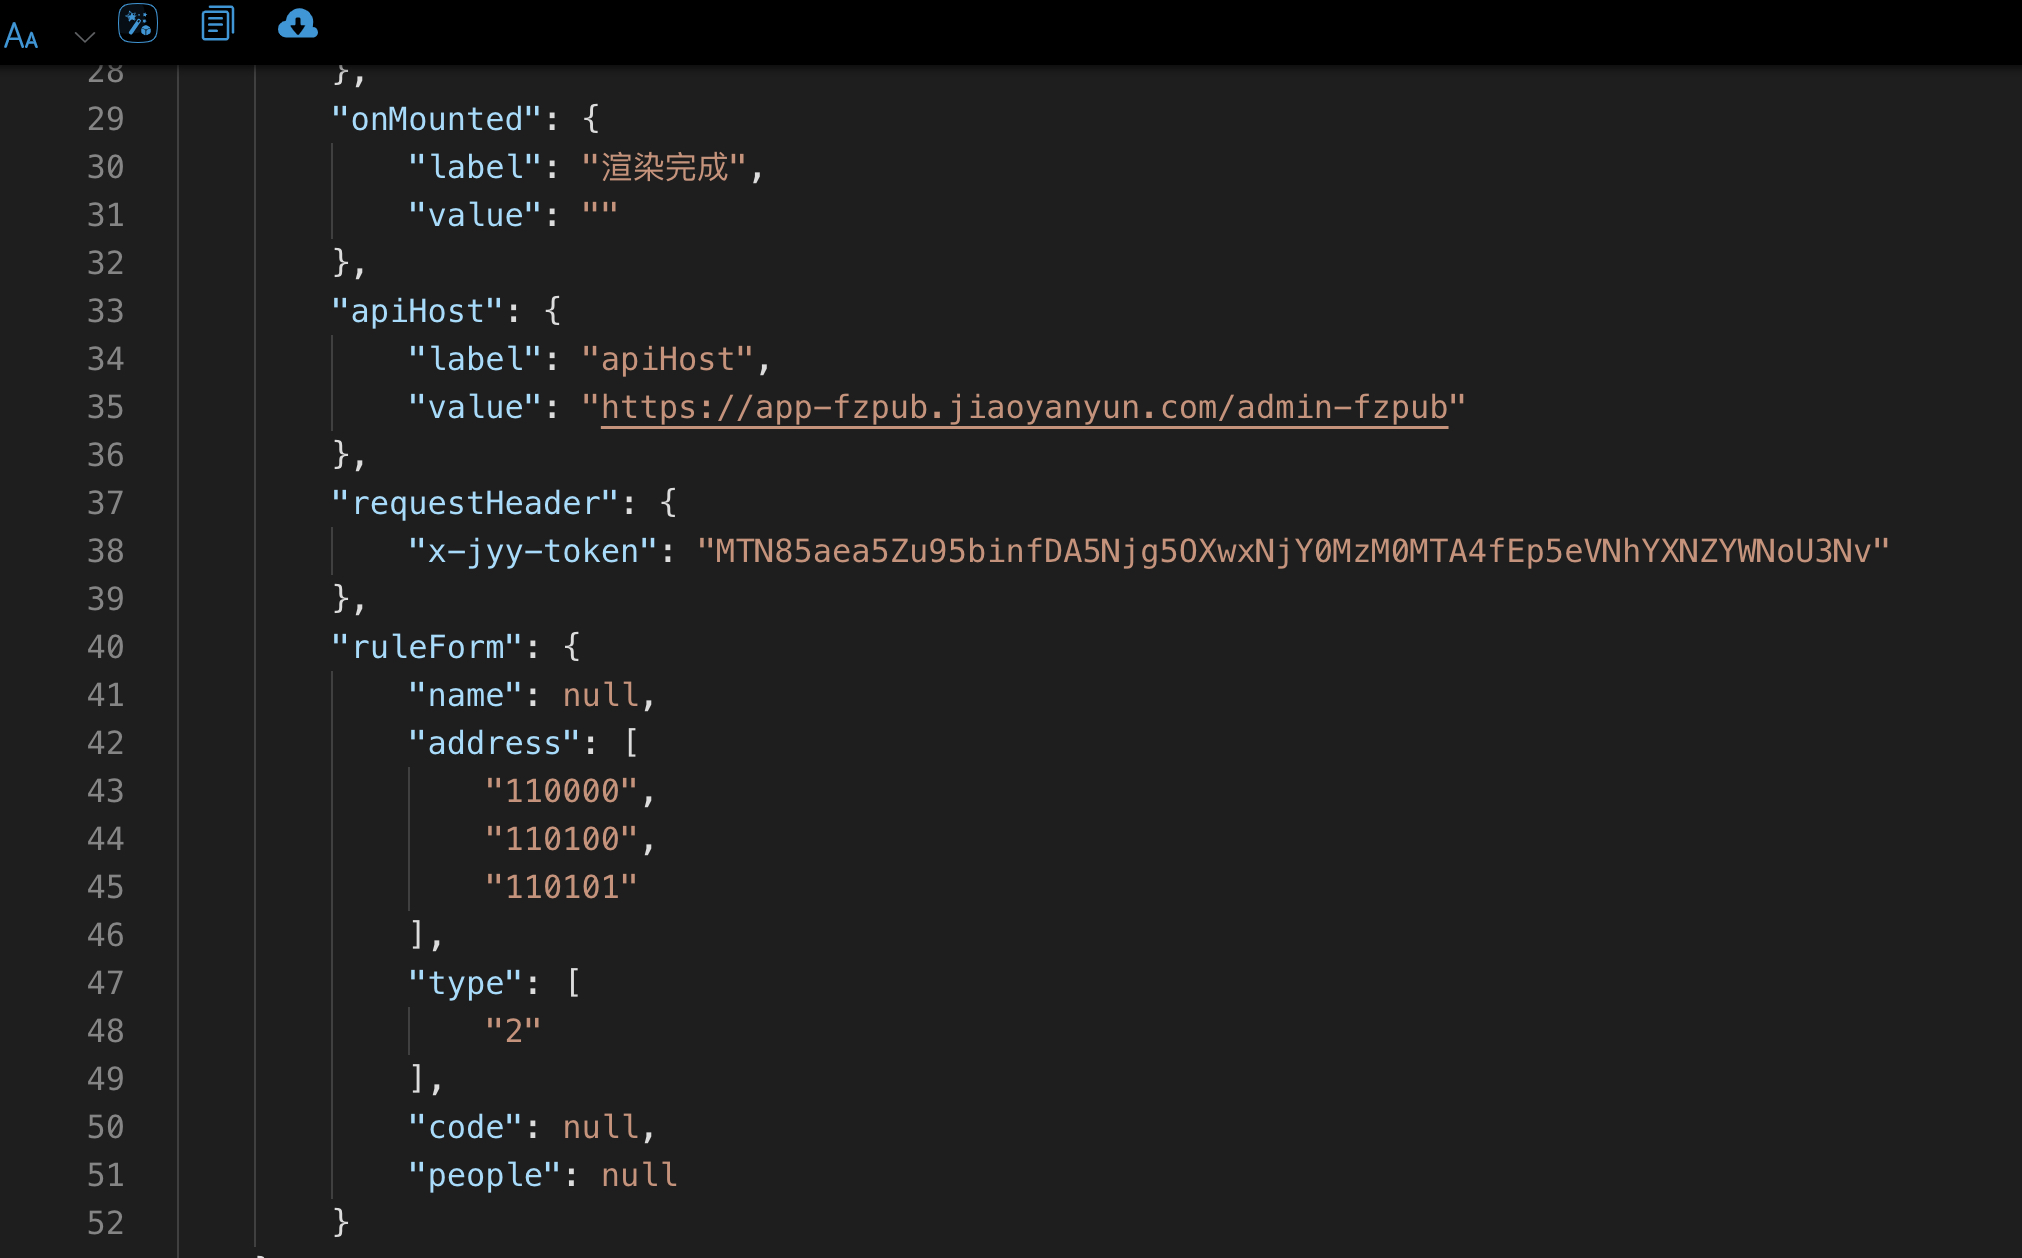 AA
28 },
29 "onMounted": {
30 "label": "渲染完成",
31 "value": ""
32 },
33 "apiHost": {
34 "label": "apiHost",
35 "value": "https://app-fzpub.jiaoyanyun.com/admin-fzpub"
36 },
37 "requestHeader": {
38 "x-jyy-token": "MTN85aea5Zu95binfDA5Njg5OXwxNjY0MzM0MTA4fEp5eVNhYXNZYWNoU3Nv"
39 },
40 "ruleForm": {
41 "name": null,
42 "address": [
43 "110000",
44 "110100",
45 "110101"
46 ],
47 "type": [
48 "2"
49 ],
50 "code": null,
51 "people": null
52 }